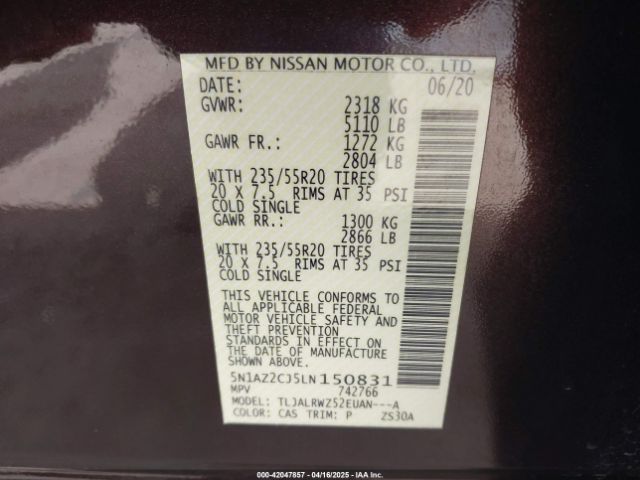 MFD BY NISSAN MOTOR CO., LTD.
DATE: 06/20
GVWR: 2318 KG
5110 LB
GAWR FR.: 1272 KG
2804 LB
WITH 235/55R20 TIRES
20 X 7.5 RIMS AT 35 PSI
COLD SINGLE
GAWR RR.: 1300 KG
2866 LB
WITH 235/55R20 TIRES
20 X 7.5 RIMS AT 35 PSI
COLD SINGLE
THIS VEHICLE CONFORMS TO
ALL APPLICABLE FEDERAL
MOTOR VEHICLE SAFETY AND
THEFT PREVENTION
STANDARDS IN EFFECT ON
THE DATE OF MANUFACTURE
SHOWN ABOVE.
5N1AZ2CJ5LN150831
MPV 742766
MODEL: TLJALRWZ52EUAN---A
COLOR: CAS TRIM: P ZS30A
000-42047857 - 04/16/2025 - IAA Inc.